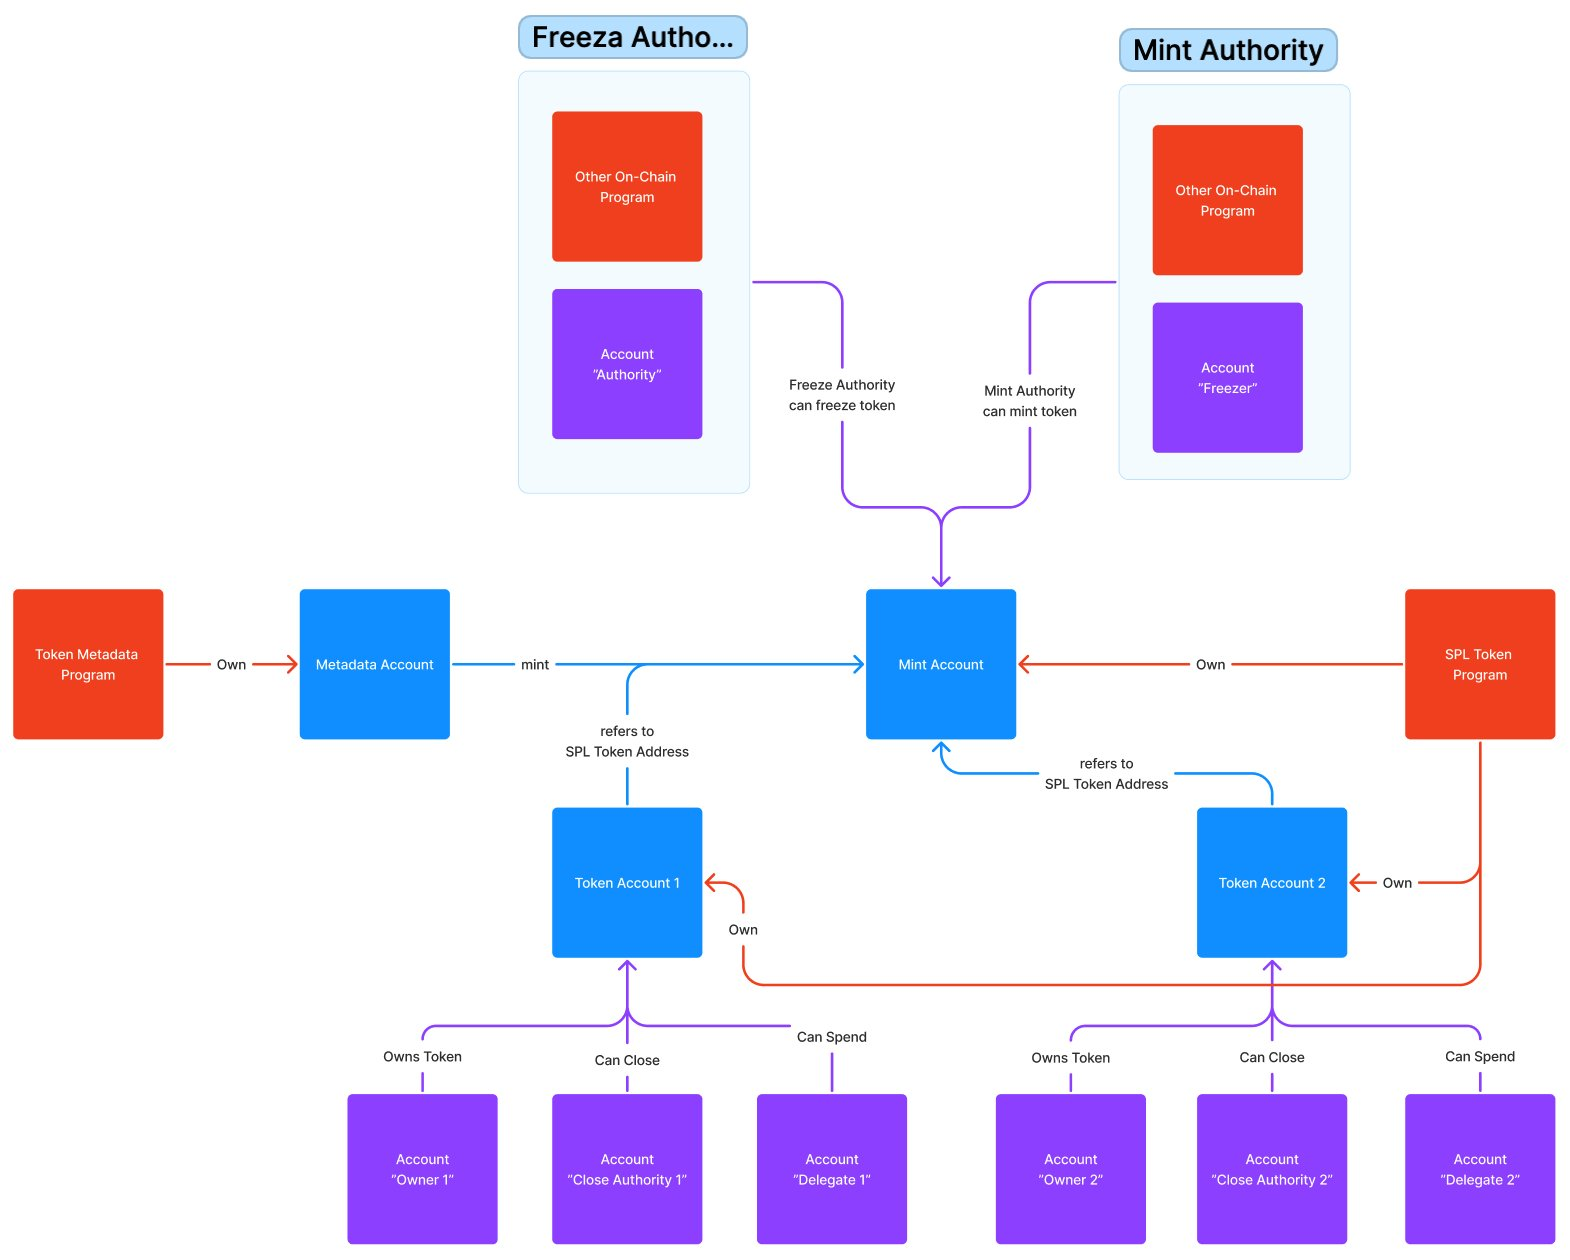 Freeza Autho...
Mint Authority
Other On-Chain
Program
Other On-Chain
Program
Account
"Authority"
Account
"Freezer"
Freeze Authority
can freeze token
Mint Authority
can mint token
Token Metadata
Program
Own
Metadata Account
mint
Mint Account
Own
SPL Token
Program
refers to
SPL Token Address
refers to
SPL Token Address
Token Account 1
Own
Token Account 2
Own
Owns Token
Can Close
Can Spend
Owns Token
Can Close
Can Spend
Account
"Owner 1"
Account
"Close Authority 1"
Account
"Delegate 1"
Account
"Owner 2"
Account
"Close Authority 2"
Account
"Delegate 2"